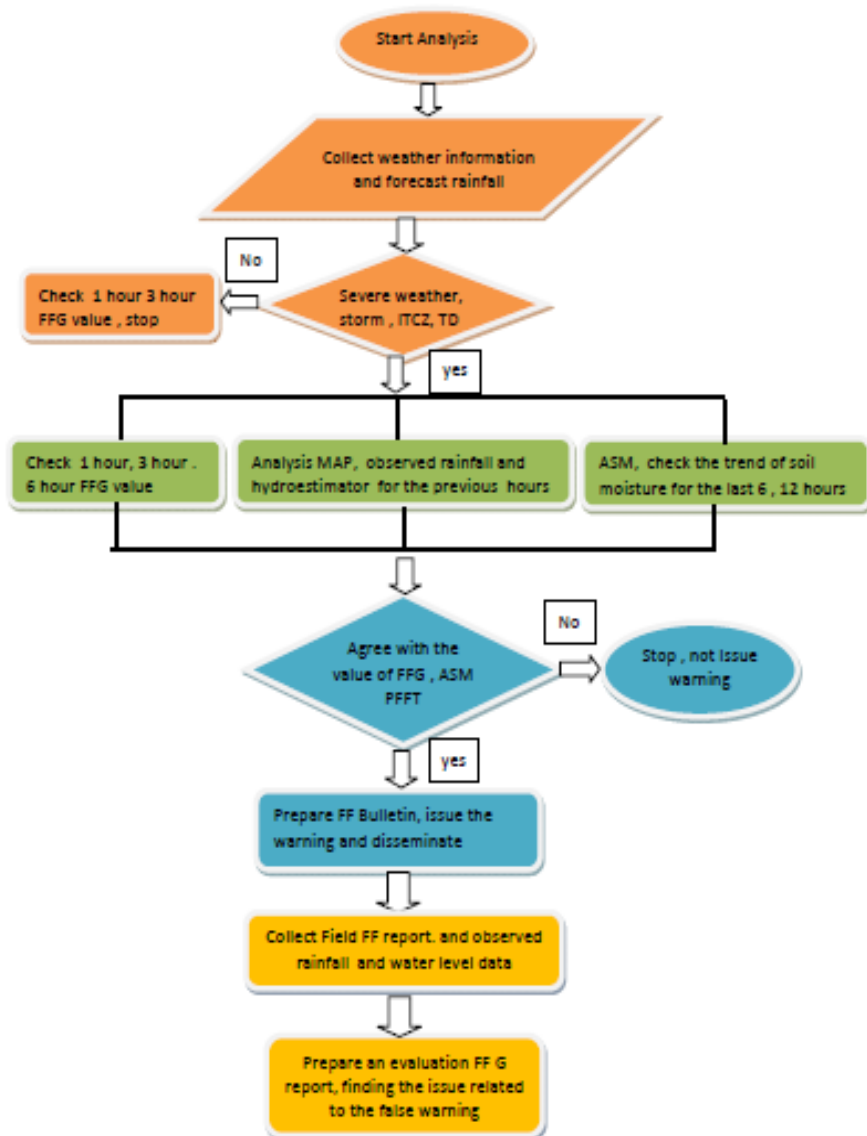 Start Analysis
Collect weather information
and forecast rainfall
No
Check 1 hour 3 hour
FFG value , stop
Severe weather,
storm , ITCZ, TD
yes
Check 1 hour, 3 hour .
6 hour FFG value
Analysis MAP, observed rainfall and
hydroestimator for the previous hours
ASM, check the trend of soil
moisture for the last 6 , 12 hours
Agree with the
value of FFG , ASM
PFFT
No
Stop , not Issue
warning
yes
Prepare FF Bulletin, issue the
warning and disseminate
Collect Field FF report. and observed
rainfall and water level data
Prepare an evaluation FF G
report, finding the issue related
to the false warning